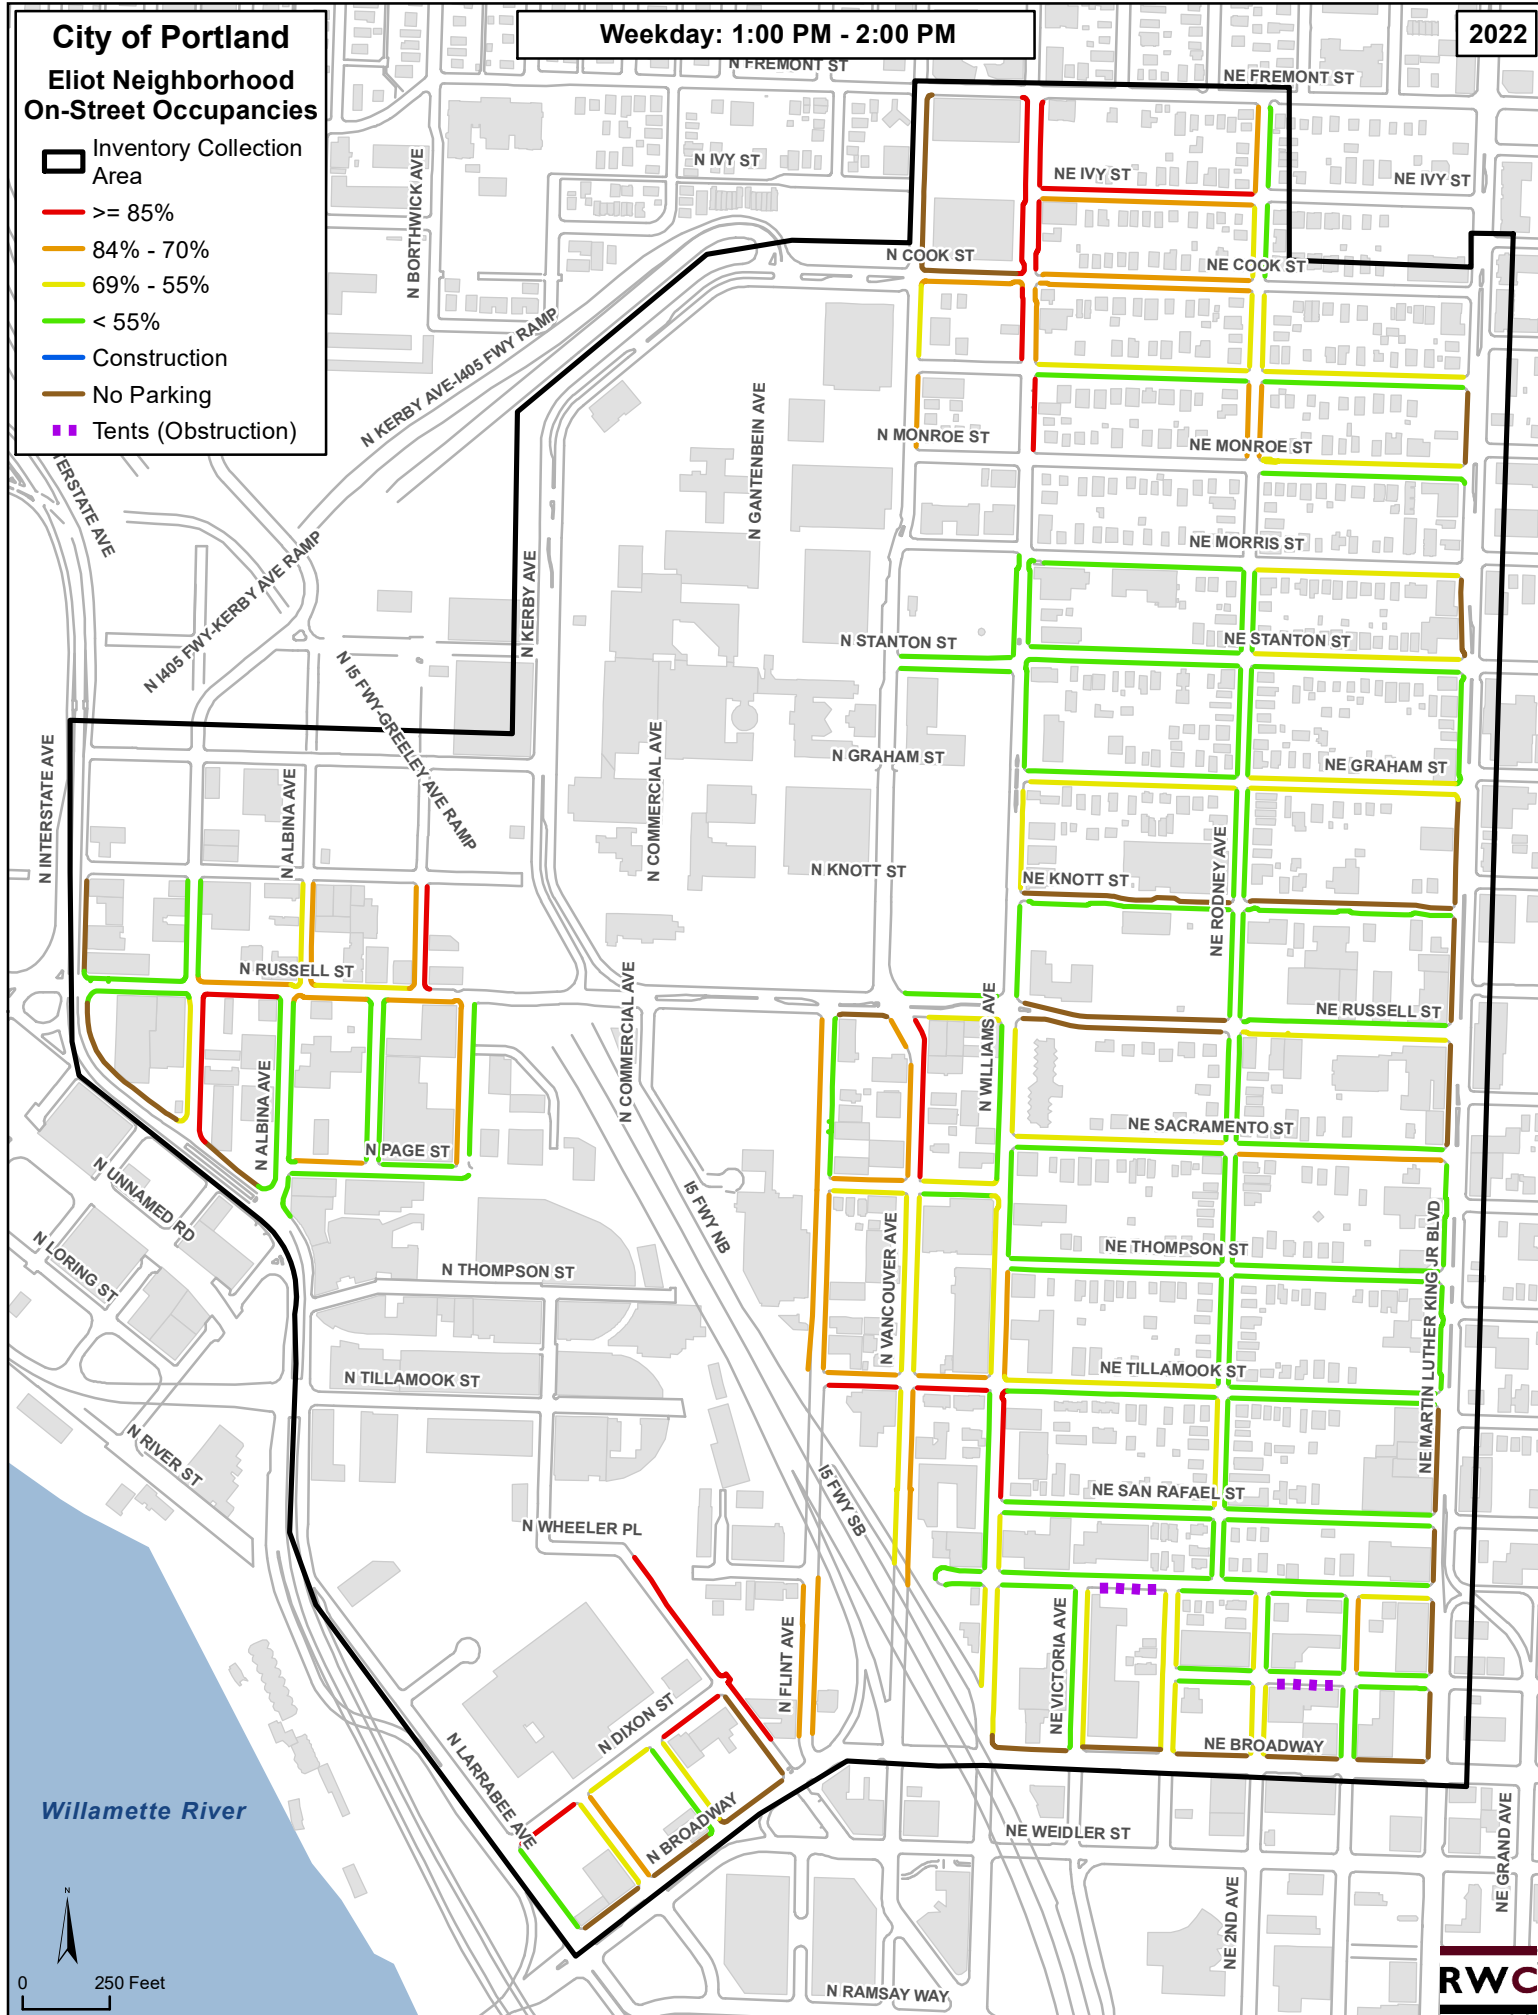 City of Portland
Eliot Neighborhood
On-Street Occupancies
Inventory Collection
Area
>= 85%
84% - 70%
69% - 55%
< 55%
Construction
No Parking
Tents (Obstruction)
Weekday: 1:00 PM - 2:00 PM
2022
N FREMONT ST
NE FREMONT ST
N BORTHWICK AVE
N IVY ST
NE IVY ST
NE IVY ST
N COOK ST
NE COOK ST
N KERBY AVE-I405 FWY RAMP
N GANTENBEIN AVE
N MONROE ST
NE MONROE ST
TERSTATE AVE
N I405 FWY-KERBY AVE RAMP
N KERBY AVE
NE MORRIS ST
N STANTON ST
NE STANTON ST
N I5 FWY-GREELEY AVE RAMP
N INTERSTATE AVE
N ALBINA AVE
N COMMERCIAL AVE
N GRAHAM ST
NE GRAHAM ST
N KNOTT ST
NE KNOTT ST
NE RODNEY AVE
N RUSSELL ST
N COMMERCIAL AVE
N WILLIAMS AVE
NE RUSSELL ST
N ALBINA AVE
N PAGE ST
NE SACRAMENTO ST
N UNNAMED RD
N LORING ST
I5 FWY NB
N VANCOUVER AVE
NE THOMPSON ST
NE MARTIN LUTHER KING JR BLVD
N THOMPSON ST
N TILLAMOOK ST
NE TILLAMOOK ST
N RIVER ST
I5 FWY SB
NE SAN RAFAEL ST
N WHEELER PL
N FLINT AVE
NE VICTORIA AVE
N DIXON ST
N LARRABEE AVE
N BROADWAY
NE BROADWAY
Willamette River
NE WEIDLER ST
NE GRAND AVE
NE 2ND AVE
N RAMSAY WAY
N
0 250 Feet
RWC